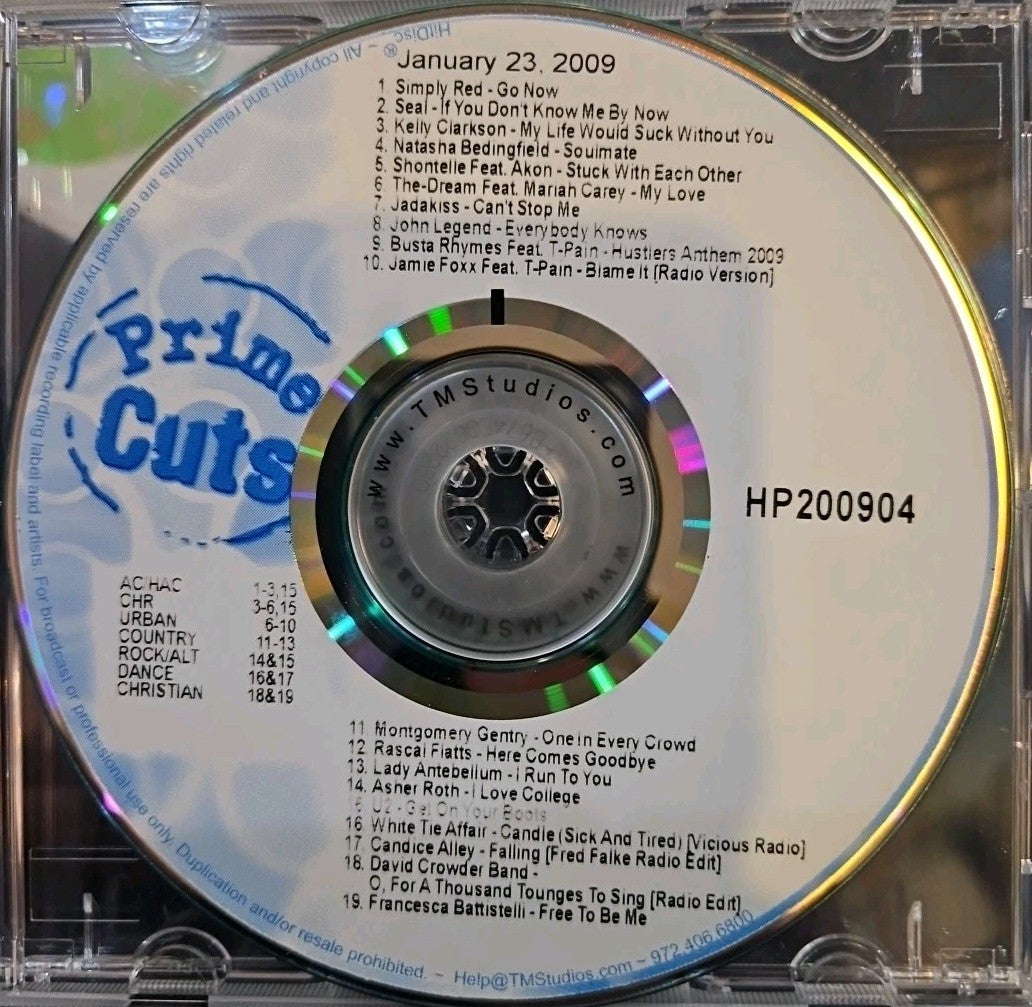 January 23, 2009
1. Simply Red - Go Now
2. Seal - If You Don't Know Me By Now
3. Kelly Clarkson - My Life Would Suck Without You
4. Natasha Bedingfield - Soulmate
5. Shontelle Feat. Akon - Stuck With Each Other
6. The-Dream Feat. Mariah Carey - My Love
7. Jadakiss - Can't Stop Me
8. John Legend - Everybody Knows
9. Busta Rhymes Feat. T-Pain - Hustlers Anthem 2009
10. Jamie Foxx Feat. T-Pain - Blame It [Radio Version]
Prime
Cuts
www.TMStudios.com
www.TMStudios.com
HP200904
AC/HAC 1-3,15
CHR 3-6,15
URBAN 6-10
COUNTRY 11-13
ROCK/ALT 14&15
DANCE 16&17
CHRISTIAN 18&19
11. Montgomery Gentry - One In Every Crowd
12. Rascal Flatts - Here Comes Goodbye
13. Lady Antebellum - I Run To You
14. Asher Roth - I Love College
15. U2 - Get On Your Boots
16. White Tie Affair - Candle (Sick And Tired) [Vicious Radio]
17. Candice Alley - Falling [Fred Falke Radio Edit]
18. David Crowder Band -
O, For A Thousand Tounges To Sing [Radio Edit]
19. Francesca Battistelli - Free To Be Me
HitDisc ® – All copyright and related rights are reserved by applicable recording label and artists. For broadcast or professional use only. Duplication and/or resale prohibited. ~ Help@TMStudios.com ~ 972.406.6800